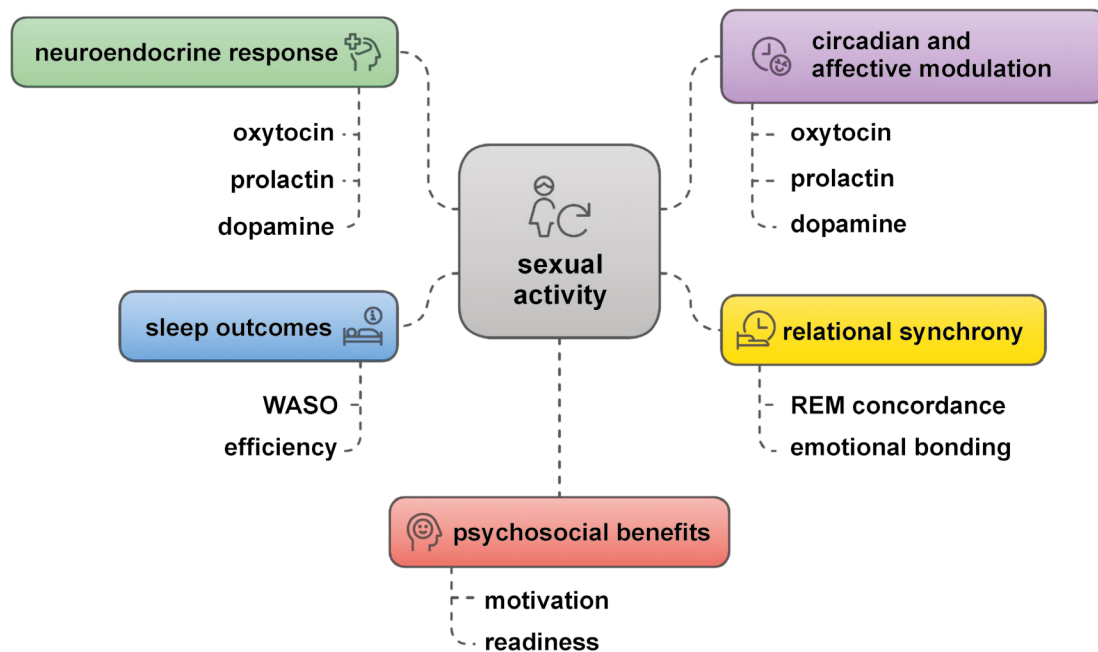 neuroendocrine response
oxytocin
prolactin
dopamine
circadian and
affective modulation
oxytocin
prolactin
dopamine
sexual
activity
sleep outcomes
WASO
efficiency
relational synchrony
REM concordance
emotional bonding
psychosocial benefits
motivation
readiness